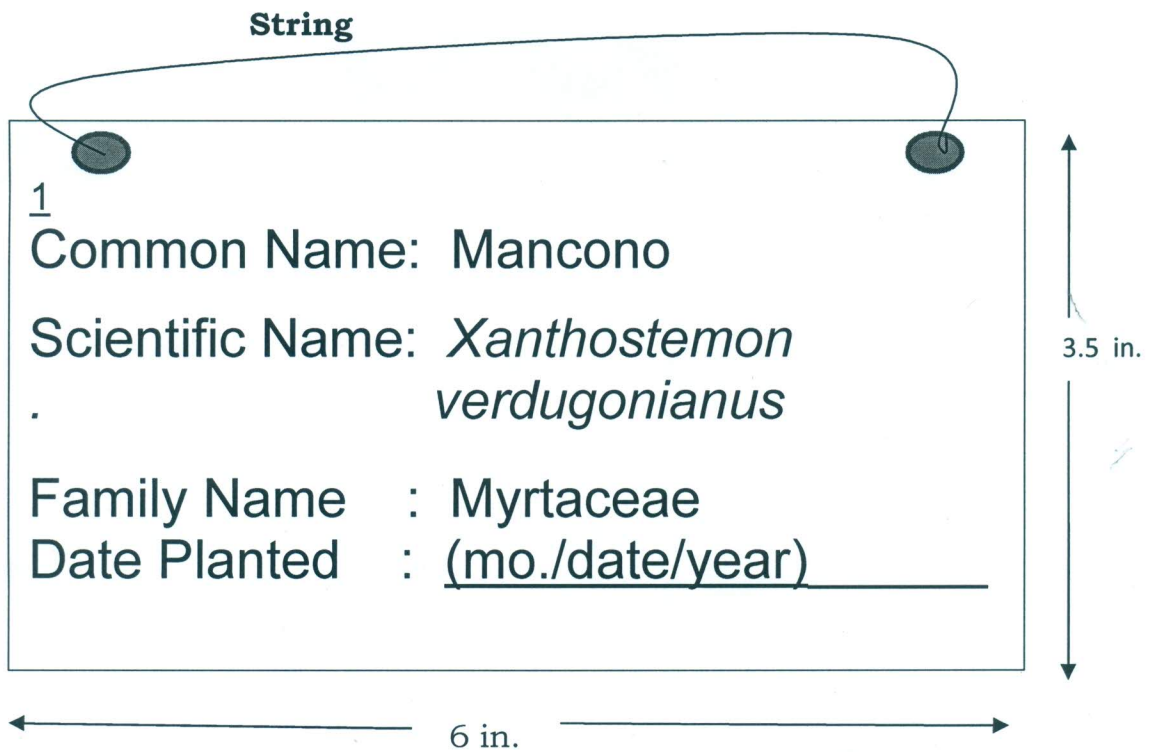 String
1
Common Name: Mancono
Scientific Name: Xanthostemon
. verdugonianus
3.5 in.
Family Name : Myrtaceae
Date Planted : (mo./date/year)
6 in.